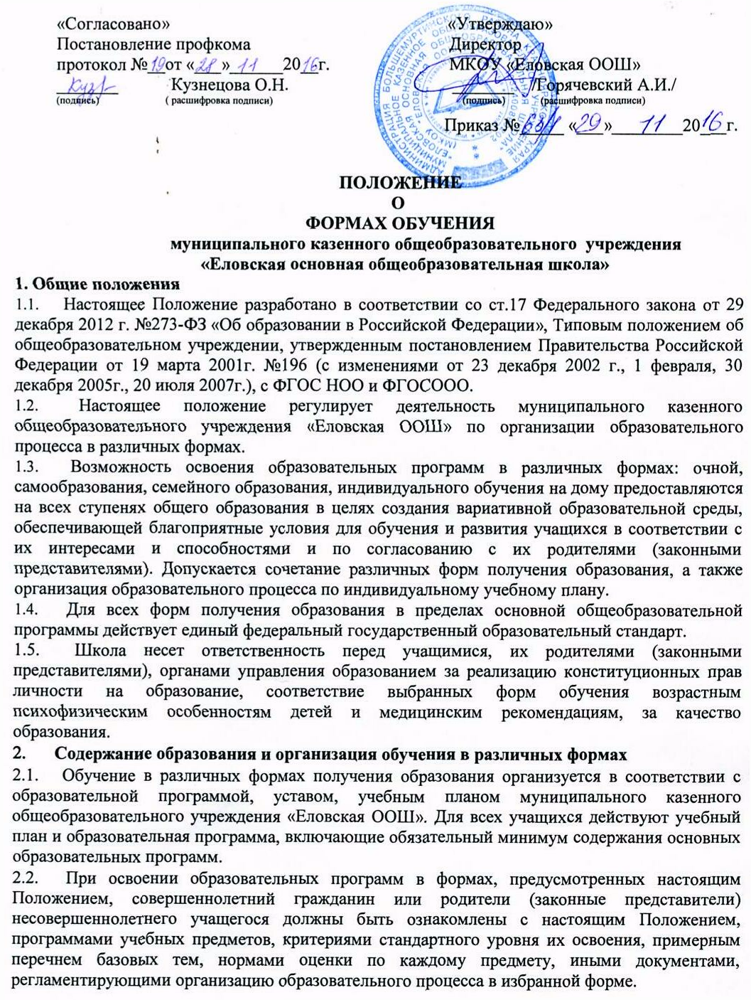 «Согласовано»
Постановление профкома
протокол № 19 от « 28 » 11 2016г.
Кузнецова О.Н.
(подпись) ( расшифровка подписи)
«Утверждаю»
Директор
МКОУ «Еловская ООШ»
/Горячевский А.И./
(подпись) (расшифровка подписи)
Приказ № «29» 11 2016 г.
ПОЛОЖЕНИЕ
О
ФОРМАХ ОБУЧЕНИЯ
муниципального казенного общеобразовательного учреждения
«Еловская основная общеобразовательная школа»
1. Общие положения
1.1. Настоящее Положение разработано в соответствии со ст.17 Федерального закона от 29
декабря 2012 г. №273-ФЗ «Об образовании в Российской Федерации», Типовым положением об
общеобразовательном учреждении, утвержденным постановлением Правительства Российской
Федерации от 19 марта 2001г. №196 (с изменениями от 23 декабря 2002 г., 1 февраля, 30
декабря 2005г., 20 июля 2007г.), с ФГОС НОО и ФГОСООО.
1.2. Настоящее положение регулирует деятельность муниципального казенного
общеобразовательного учреждения «Еловская ООШ» по организации образовательного
процесса в различных формах.
1.3. Возможность освоения образовательных программ в различных формах: очной,
самообразования, семейного образования, индивидуального обучения на дому предоставляются
на всех ступенях общего образования в целях создания вариативной образовательной среды,
обеспечивающей благоприятные условия для обучения и развития учащихся в соответствии с
их интересами и способностями и по согласованию с их родителями (законными
представителями). Допускается сочетание различных форм получения образования, а также
организация образовательного процесса по индивидуальному учебному плану.
1.4. Для всех форм получения образования в пределах основной общеобразовательной
программы действует единый федеральный государственный образовательный стандарт.
1.5. Школа несет ответственность перед учащимися, их родителями (законными
представителями), органами управления образованием за реализацию конституционных прав
личности на образование, соответствие выбранных форм обучения возрастным
психофизическим особенностям детей и медицинским рекомендациям, за качество
образования.
2. Содержание образования и организация обучения в различных формах
2.1. Обучение в различных формах получения образования организуется в соответствии с
образовательной программой, уставом, учебным планом муниципального казенного
общеобразовательного учреждения «Еловская ООШ». Для всех учащихся действуют учебный
план и образовательная программа, включающие обязательный минимум содержания основных
образовательных программ.
2.2. При освоении образовательных программ в формах, предусмотренных настоящим
Положением, совершеннолетний гражданин или родители (законные представители)
несовершеннолетнего учащегося должны быть ознакомлены с настоящим Положением,
программами учебных предметов, критериями стандартного уровня их освоения, примерным
перечнем базовых тем, нормами оценки по каждому предмету, иными документами,
регламентирующими организацию образовательного процесса в избранной форме.